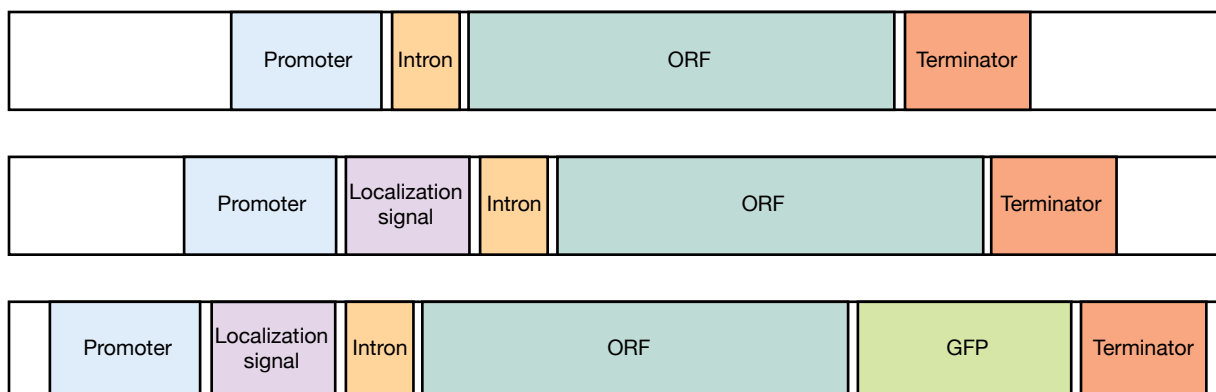 Promoter Intron ORF Terminator
Promoter Localization signal Intron ORF Terminator
Promoter Localization signal Intron ORF GFP Terminator